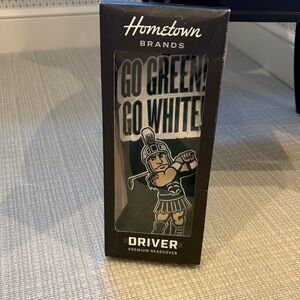 Hometown
BRANDS
GO GREEN!
GO WHITE!
DRIVER
PREMIUM HEADCOVER